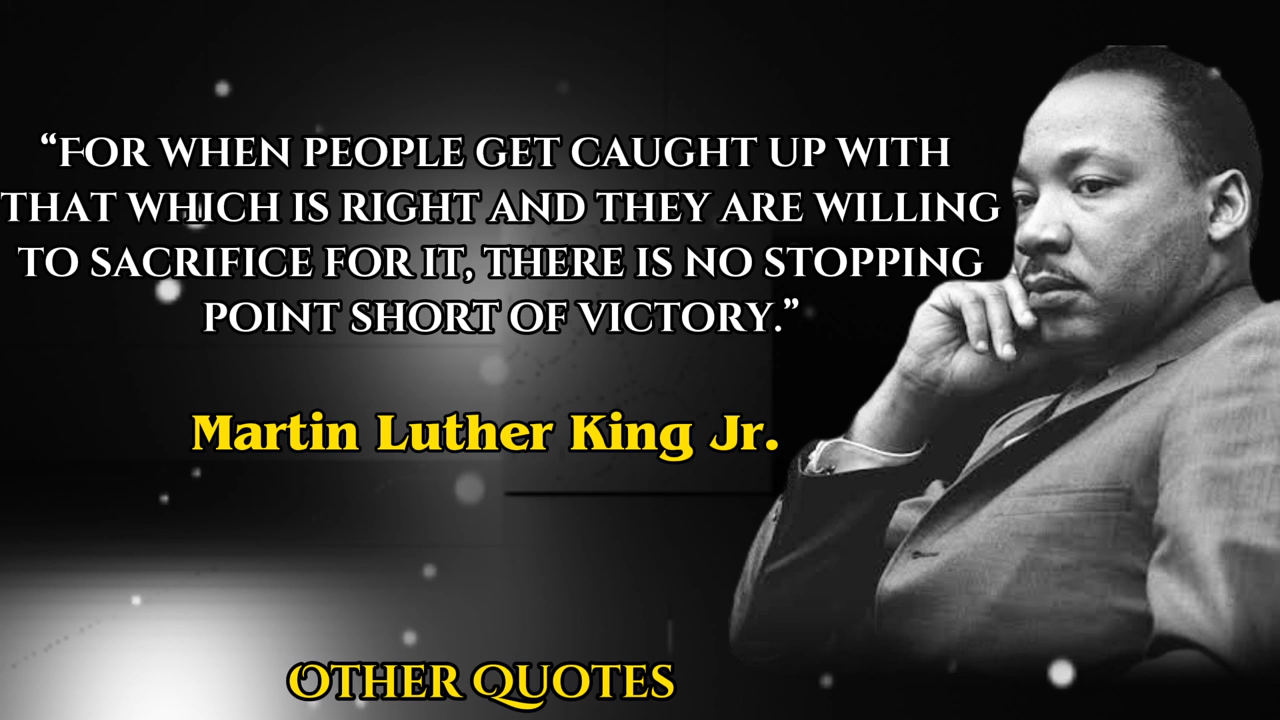 “For when people get caught up with
that which is right and they are willing
to sacrifice for it, there is no stopping
point short of victory.”
Martin Luther King Jr.
Other Quotes